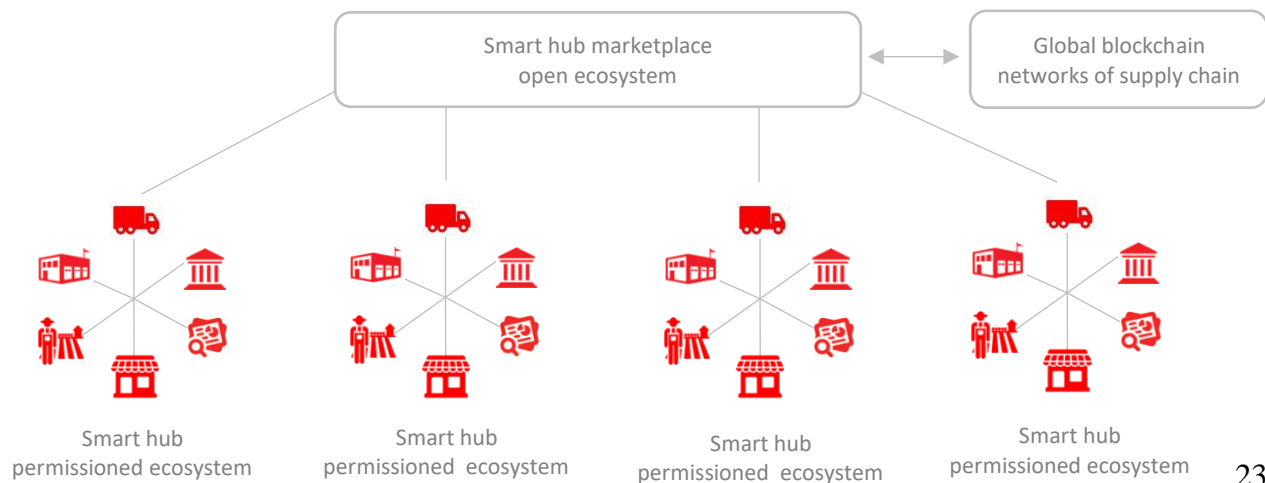 Smart hub marketplace
open ecosystem
Global blockchain
networks of supply chain
Smart hub
permissioned ecosystem
Smart hub
permissioned  ecosystem
Smart hub
permissioned  ecosystem
Smart hub
permissioned ecosystem
23